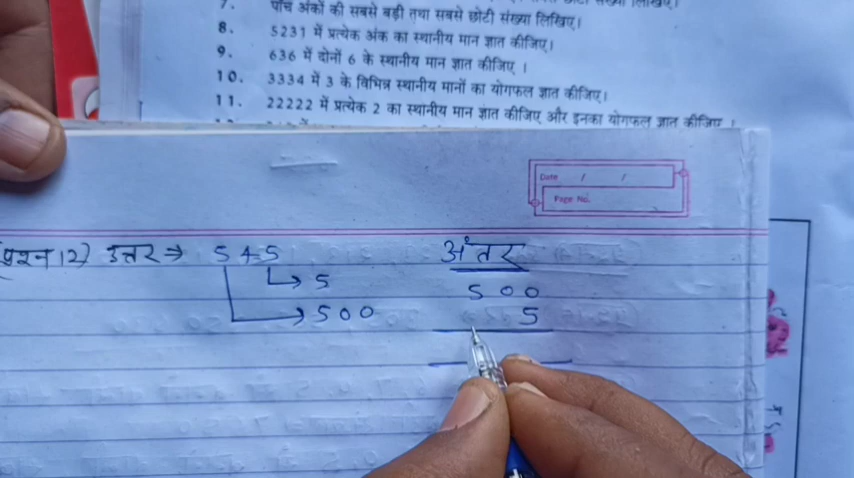 7. पाँच अंकों की सबसे बड़ी तथा सबसे छोटी संख्या लिखिए।
8. 5231 में प्रत्येक अंक का स्थानीय मान ज्ञात कीजिए।
9. 636 में दोनों 6 के स्थानीय मान ज्ञात कीजिए ।
10. 3334 में 3 के विभिन्न स्थानीय मानों का योगफल ज्ञात कीजिए।
11. 22222 में प्रत्येक 2 का स्थानीय मान ज्ञात कीजिए और इनका योगफल ज्ञात कीजिए ।
Date / /
Page No.
प्रश्न 12) उत्तर ⇒ 545 अंतर
5 500
500 5